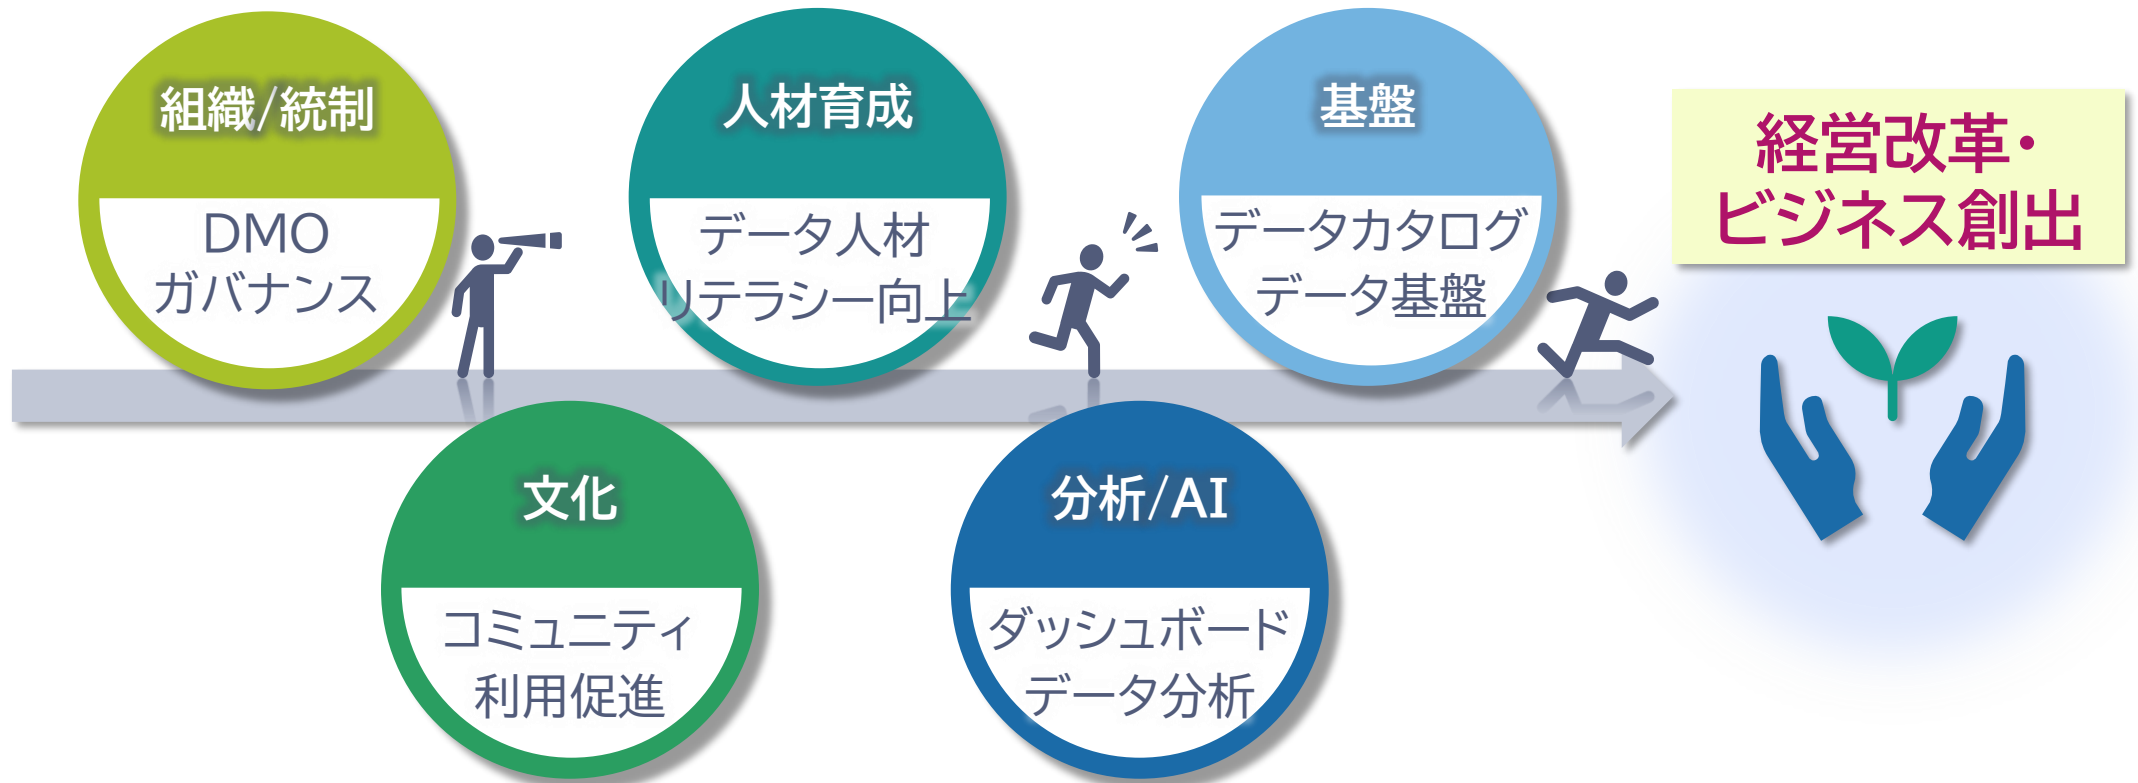 組織/統制
DMO
ガバナンス
文化
コミュニティ
利用促進
人材育成
データ人材
リテラシー向上
分析/AI
ダッシュボード
データ分析
基盤
データカタログ
データ基盤
経営改革・
ビジネス創出